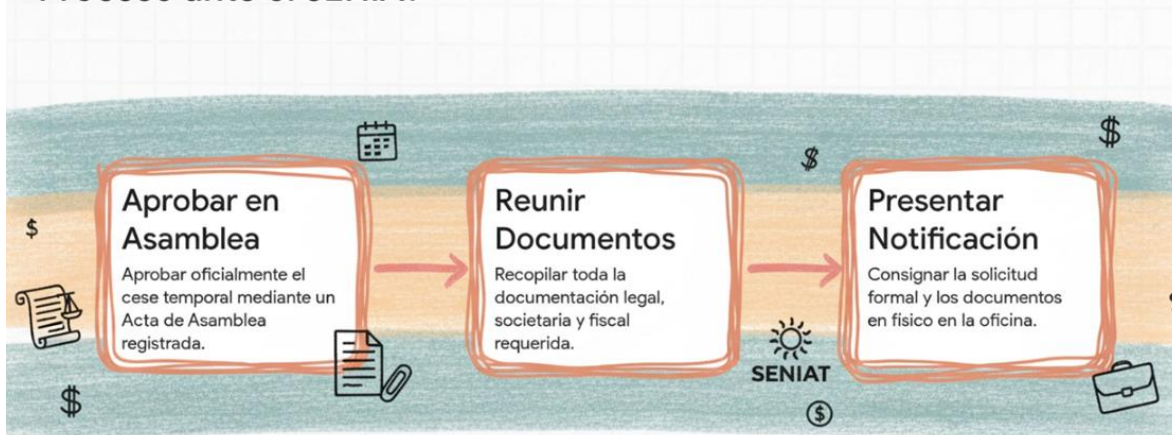 Aprobar en
Asamblea
Aprobar oficialmente el
cese temporal mediante un
Acta de Asamblea
registrada.
Reunir
Documentos
Recopilar toda la
documentación legal,
societaria y fiscal
requerida.
Presentar
Notificación
Consignar la solicitud
formal y los documentos
en físico en la oficina.
SENIAT